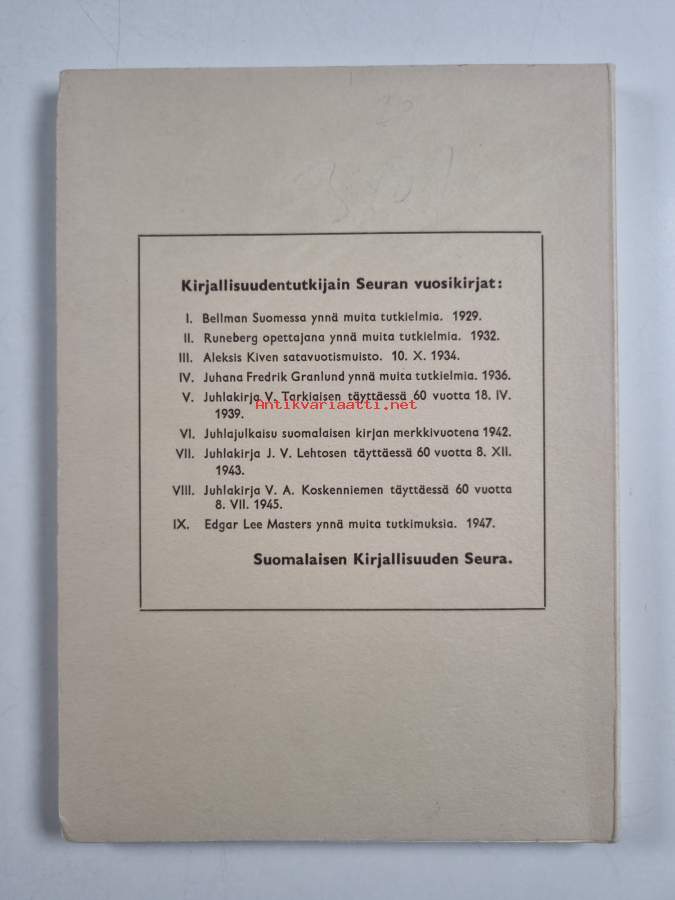 Kirjallisuudentutkijain Seuran vuosikirjat:
I. Bellman Suomessa ynnä muita tutkielmia. 1929.
II. Runeberg opettajana ynnä muita tutkielmia. 1932.
III. Aleksis Kiven satavuotismuisto. 10. X. 1934.
IV. Juhana Fredrik Granlund ynnä muita tutkielmia. 1936.
V. Juhlakirja V. Tarkiaisen täyttäessä 60 vuotta 18. IV.
Antikvariaatti.net
1939.
VI. Juhlajulkaisu suomalaisen kirjan merkkivuotena 1942.
VII. Juhlakirja J. V. Lehtosen täyttäessä 60 vuotta 8. XII.
1943.
VIII. Juhlakirja V. A. Koskenniemen täyttäessä 60 vuotta
8. VII. 1945.
IX. Edgar Lee Masters ynnä muita tutkimuksia. 1947.
Suomalaisen Kirjallisuuden Seura.